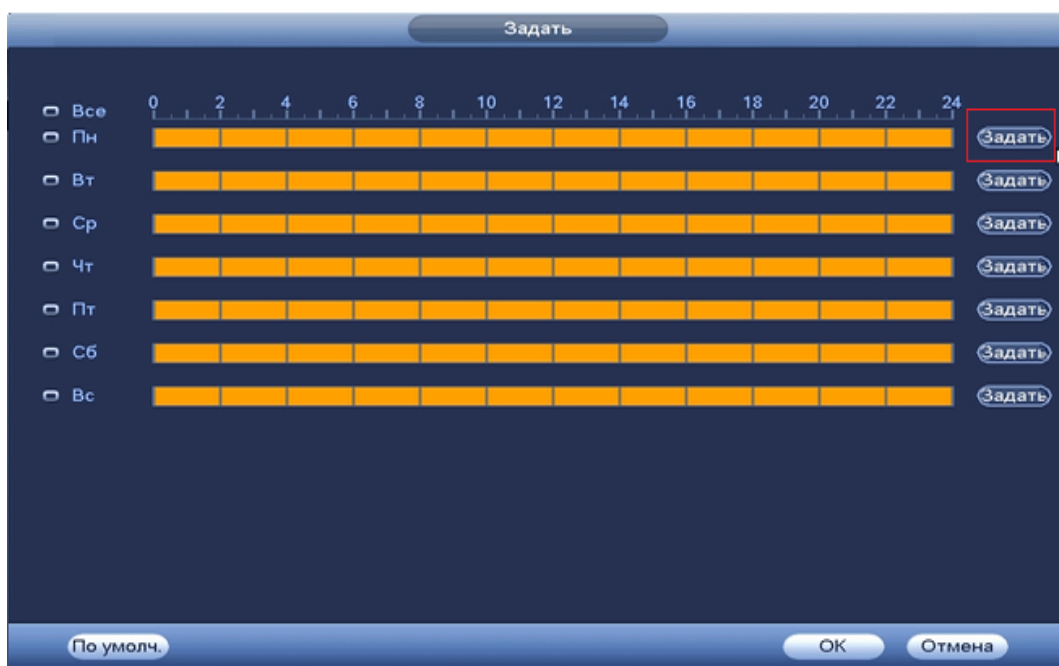 Задать
Все 0 2 4 6 8 10 12 14 16 18 20 22 24
Пн Задать
Вт Задать
Ср Задать
Чт Задать
Пт Задать
Сб Задать
Вс Задать
По умолч. OK Отмена